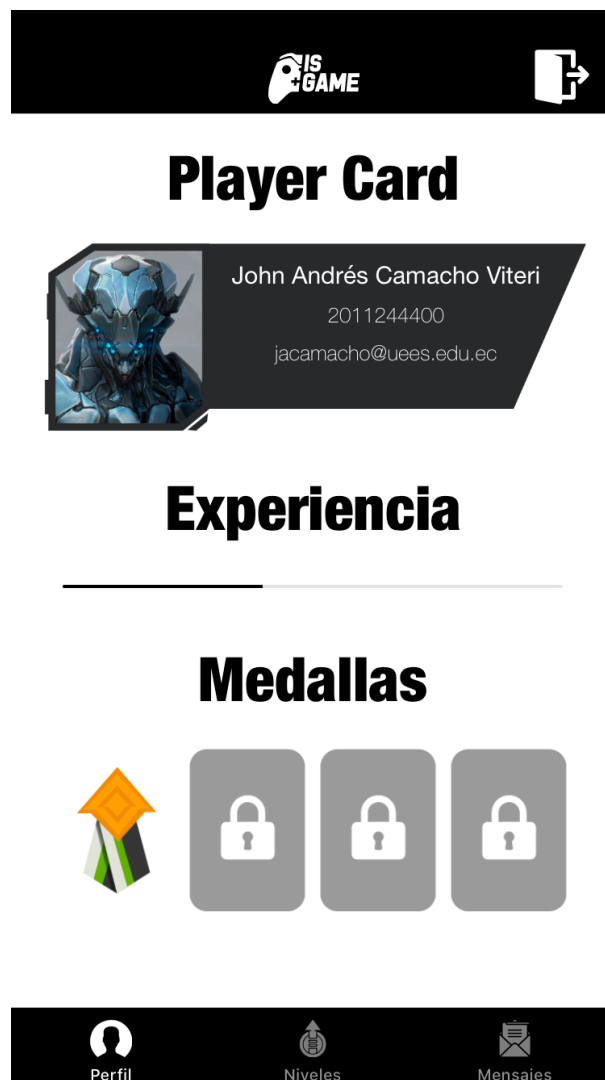 IS
GAME
Player Card
John Andrés Camacho Viteri
2011244400
jacamacho@uees.edu.ec
Experiencia
Medallas
Perfil
Niveles
Mensajes